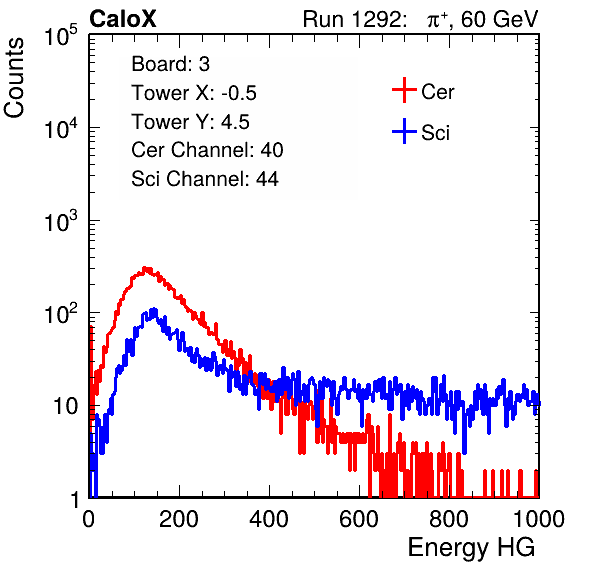 CaloX Run 1292: π⁺, 60 GeV
Board: 3
Tower X: -0.5
Tower Y: 4.5
Cer Channel: 40
Sci Channel: 44
Cer
Sci
Counts
10⁵
10⁴
10³
10²
10
1
0 200 400 600 800 1000
Energy HG